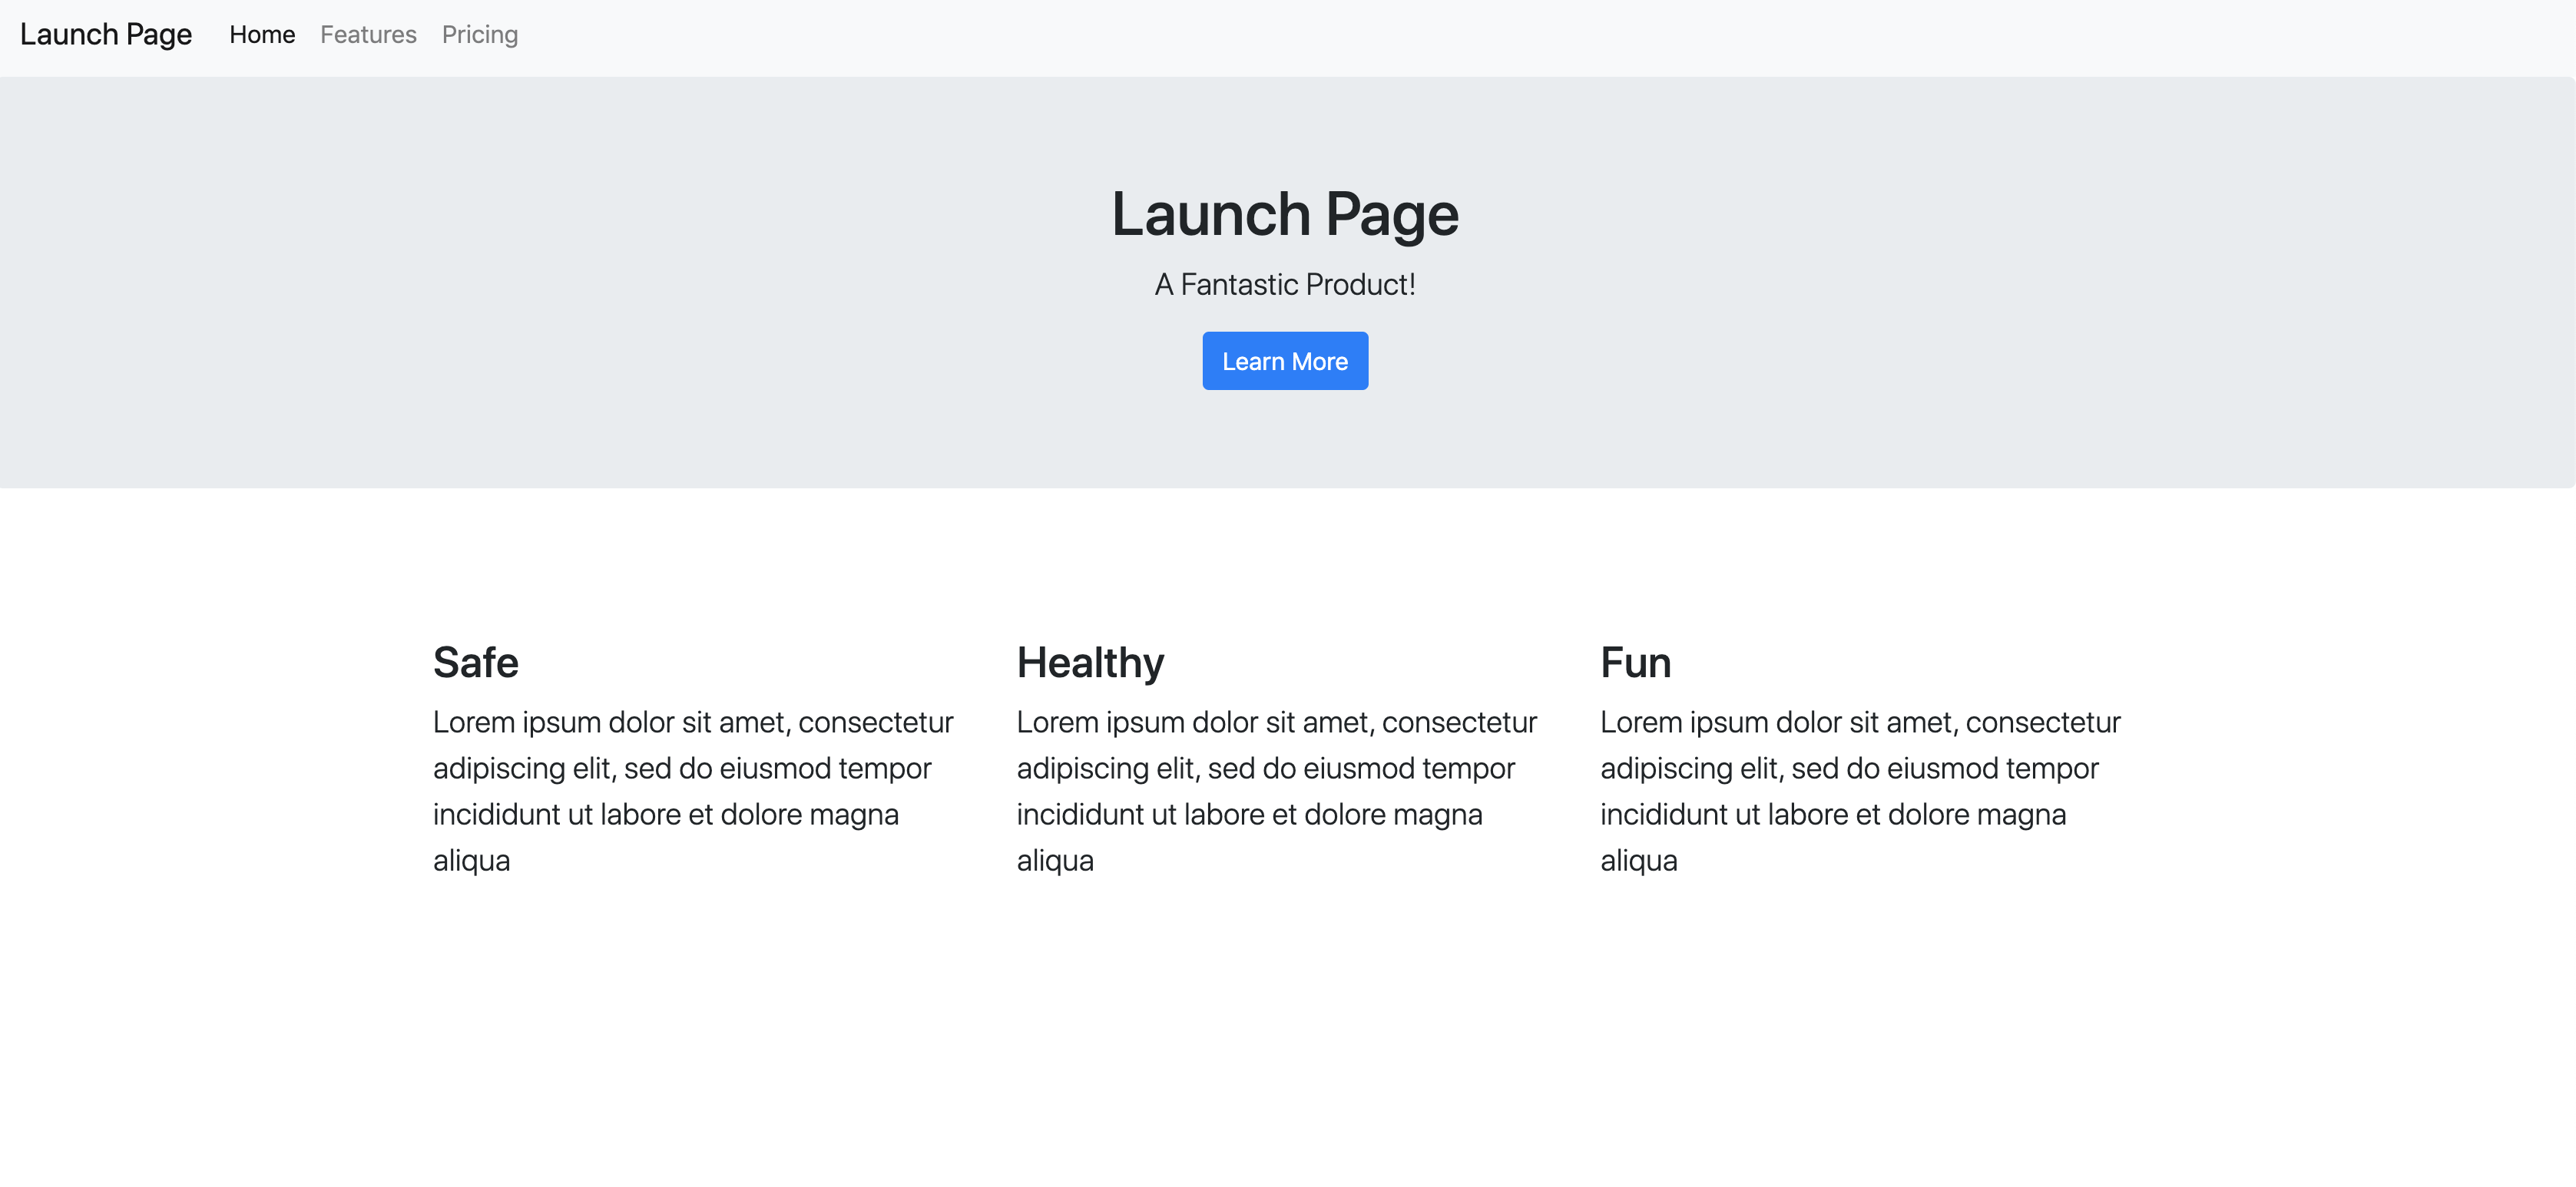 Launch Page Home Features Pricing
Launch Page
A Fantastic Product!
Learn More
Safe
Lorem ipsum dolor sit amet, consectetur
adipiscing elit, sed do eiusmod tempor
incididunt ut labore et dolore magna
aliqua
Healthy
Lorem ipsum dolor sit amet, consectetur
adipiscing elit, sed do eiusmod tempor
incididunt ut labore et dolore magna
aliqua
Fun
Lorem ipsum dolor sit amet, consectetur
adipiscing elit, sed do eiusmod tempor
incididunt ut labore et dolore magna
aliqua